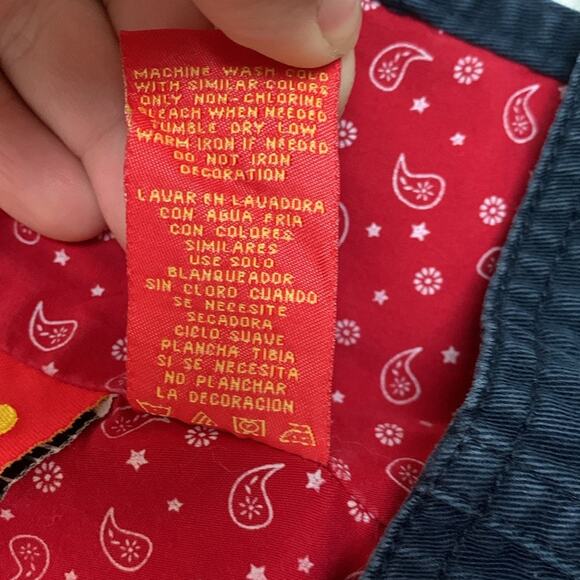 MACHINE WASH COLD
WITH SIMILAR COLORS
ONLY NON-CHLORINE
BLEACH WHEN NEEDED
TUMBLE DRY LOW
WARM IRON IF NEEDED
DO NOT IRON
DECORATION
LAVAR EN LAVADORA
CON AGUA FRIA
CON COLORES
SIMILARES
USE SOLO
BLANQUEADOR
SIN CLORO CUANDO
SE NECESITE
SECADORA
CICLO SUAVE
PLANCHA TIBIA
SI SE NECESITA
NO PLANCHAR
LA DECORACION